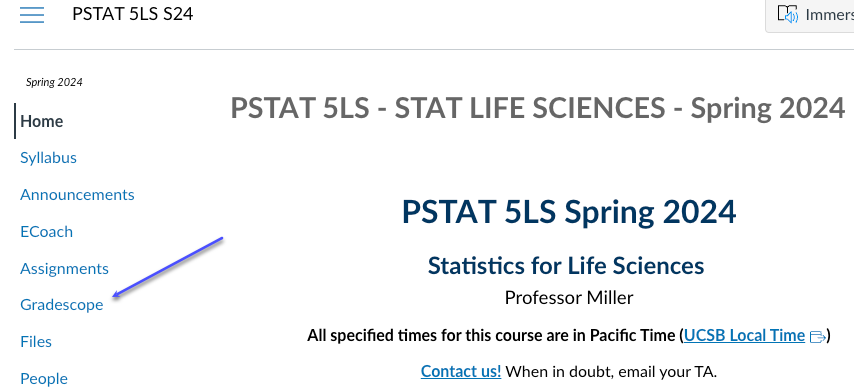 PSTAT 5LS S24
Immers
Spring 2024
Home
Syllabus
Announcements
ECoach
Assignments
Gradescope
Files
People
PSTAT 5LS - STAT LIFE SCIENCES - Spring 2024
PSTAT 5LS Spring 2024
Statistics for Life Sciences
Professor Miller
All specified times for this course are in Pacific Time (UCSB Local Time)
Contact us! When in doubt, email your TA.